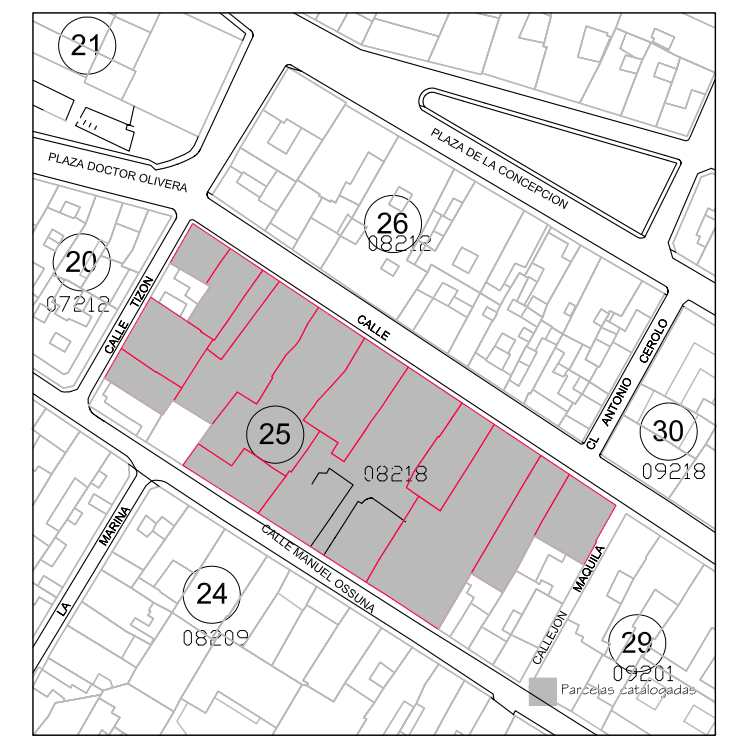 21
PLAZA DOCTOR OLIVERA
PLAZA DE LA CONCEPCION
26
08212
20
07212
CALLE TIZON
CALLE
CL ANTONIO CEROLO
30
09218
25
08218
LA MARINA
CALLE MANUEL OSSUNA
24
08209
CALLEJON MAQUILA
29
09201
Parcelas catalogadas